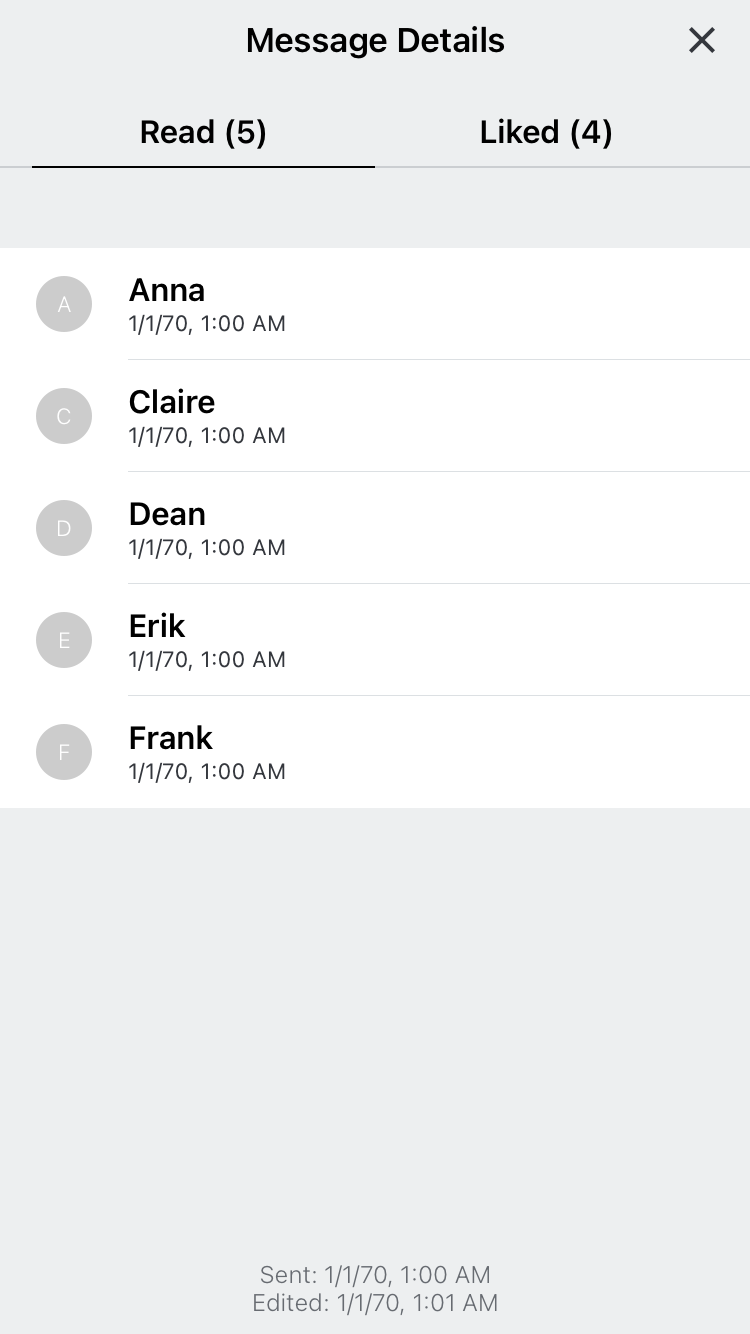 Message Details
Read (5) Liked (4)
A
Anna
1/1/70, 1:00 AM
C
Claire
1/1/70, 1:00 AM
D
Dean
1/1/70, 1:00 AM
E
Erik
1/1/70, 1:00 AM
F
Frank
1/1/70, 1:00 AM
Sent: 1/1/70, 1:00 AM
Edited: 1/1/70, 1:01 AM